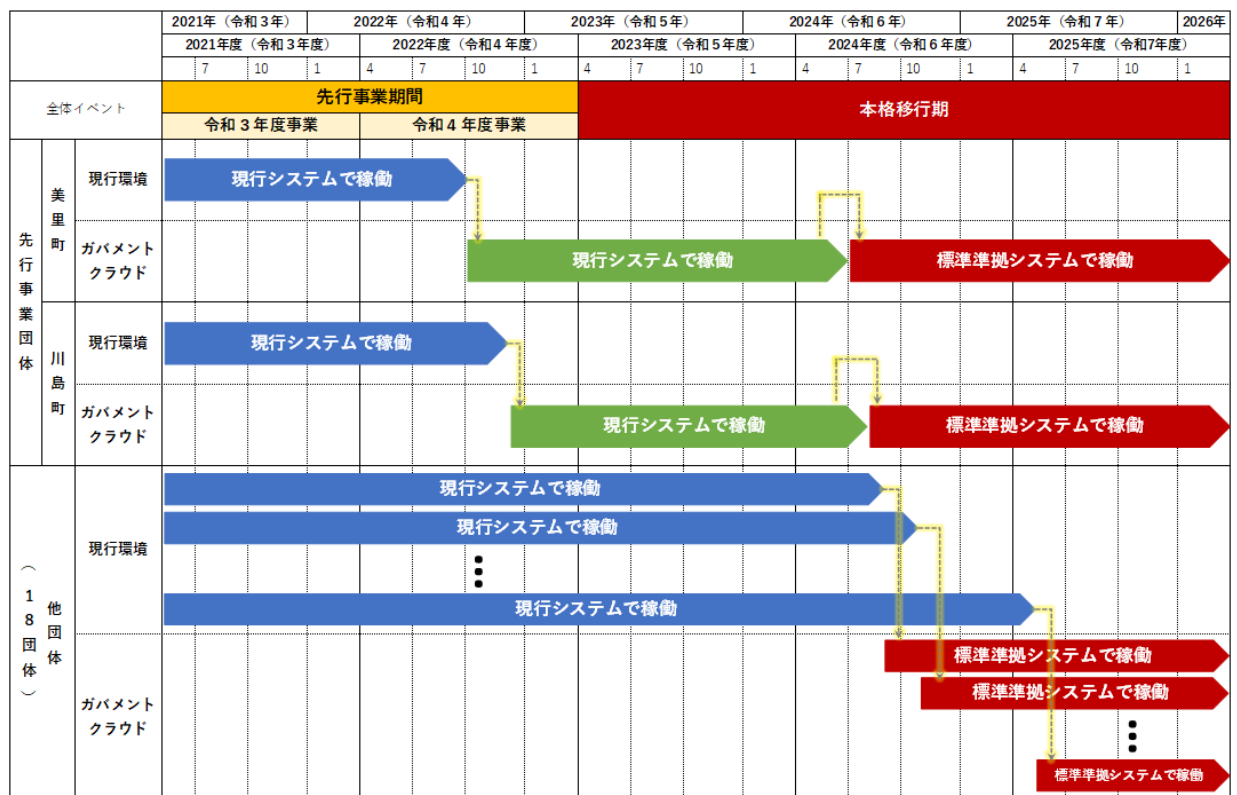 2021年（令和３年）
2022年（令和４年）
2023年（令和５年）
2024年（令和６年）
2025年（令和７年）
2026年
2021年度（令和３年度）
2022年度（令和４年度）
2023年度（令和５年度）
2024年度（令和６年度）
2025年度（令和7年度）
7 10 1 4 7 10 1 4 7 10 1 4 7 10 1 4 7 10 1
全体イベント
先行事業期間
本格移行期
令和３年度事業
令和４年度事業
先行事業団体
美里町
現行環境
現行システムで稼働
ガバメント
クラウド
現行システムで稼働
標準準拠システムで稼働
川島町
現行環境
現行システムで稼働
ガバメント
クラウド
現行システムで稼働
標準準拠システムで稼働
他団体
（18団体）
現行環境
現行システムで稼働
現行システムで稼働
現行システムで稼働
ガバメント
クラウド
標準準拠システムで稼働
標準準拠システムで稼働
標準準拠システムで稼働